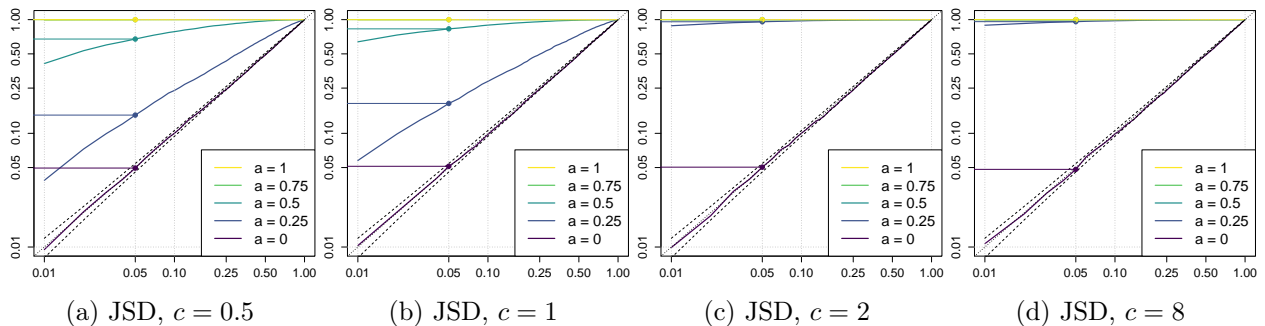 0.01 0.05 0.10 0.25 0.50 1.00
0.01 0.05 0.10 0.25 0.50 1.00
a = 1
a = 0.75
a = 0.5
a = 0.25
a = 0
(a) JSD, c = 0.5
0.01 0.05 0.10 0.25 0.50 1.00
0.01 0.05 0.10 0.25 0.50 1.00
a = 1
a = 0.75
a = 0.5
a = 0.25
a = 0
(b) JSD, c = 1
0.01 0.05 0.10 0.25 0.50 1.00
0.01 0.05 0.10 0.25 0.50 1.00
a = 1
a = 0.75
a = 0.5
a = 0.25
a = 0
(c) JSD, c = 2
0.01 0.05 0.10 0.25 0.50 1.00
0.01 0.05 0.10 0.25 0.50 1.00
a = 1
a = 0.75
a = 0.5
a = 0.25
a = 0
(d) JSD, c = 8